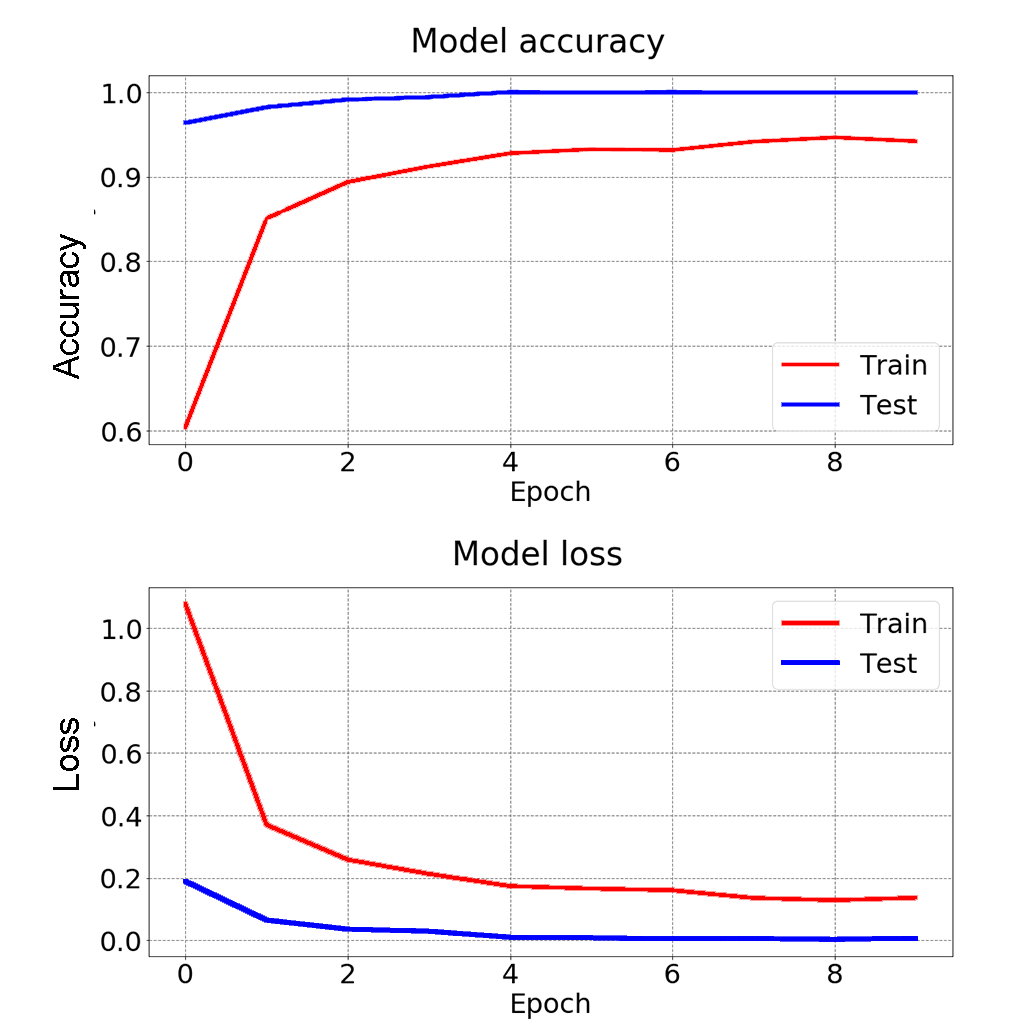 Model accuracy
1.0
0.9
0.8
0.7
0.6
Accuracy
Train
Test
0 2 4 6 8
Epoch
Model loss
1.0
0.8
0.6
0.4
0.2
0.0
Loss
Train
Test
0 2 4 6 8
Epoch